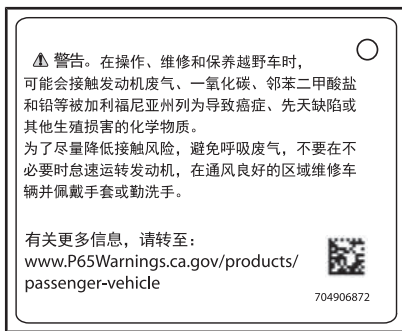 ⚠ 警告。在操作、维修和保养越野车时，
可能会接触发动机废气、一氧化碳、邻苯二甲酸盐
和铅等被加利福尼亚州列为导致癌症、先天缺陷或
其他生殖损害的化学物质。
为了尽量降低接触风险，避免呼吸废气，不要在不
必要时怠速运转发动机，在通风良好的区域维修车
辆并佩戴手套或勤洗手。
有关更多信息，请转至：
www.P65Warnings.ca.gov/products/
passenger-vehicle
704906872